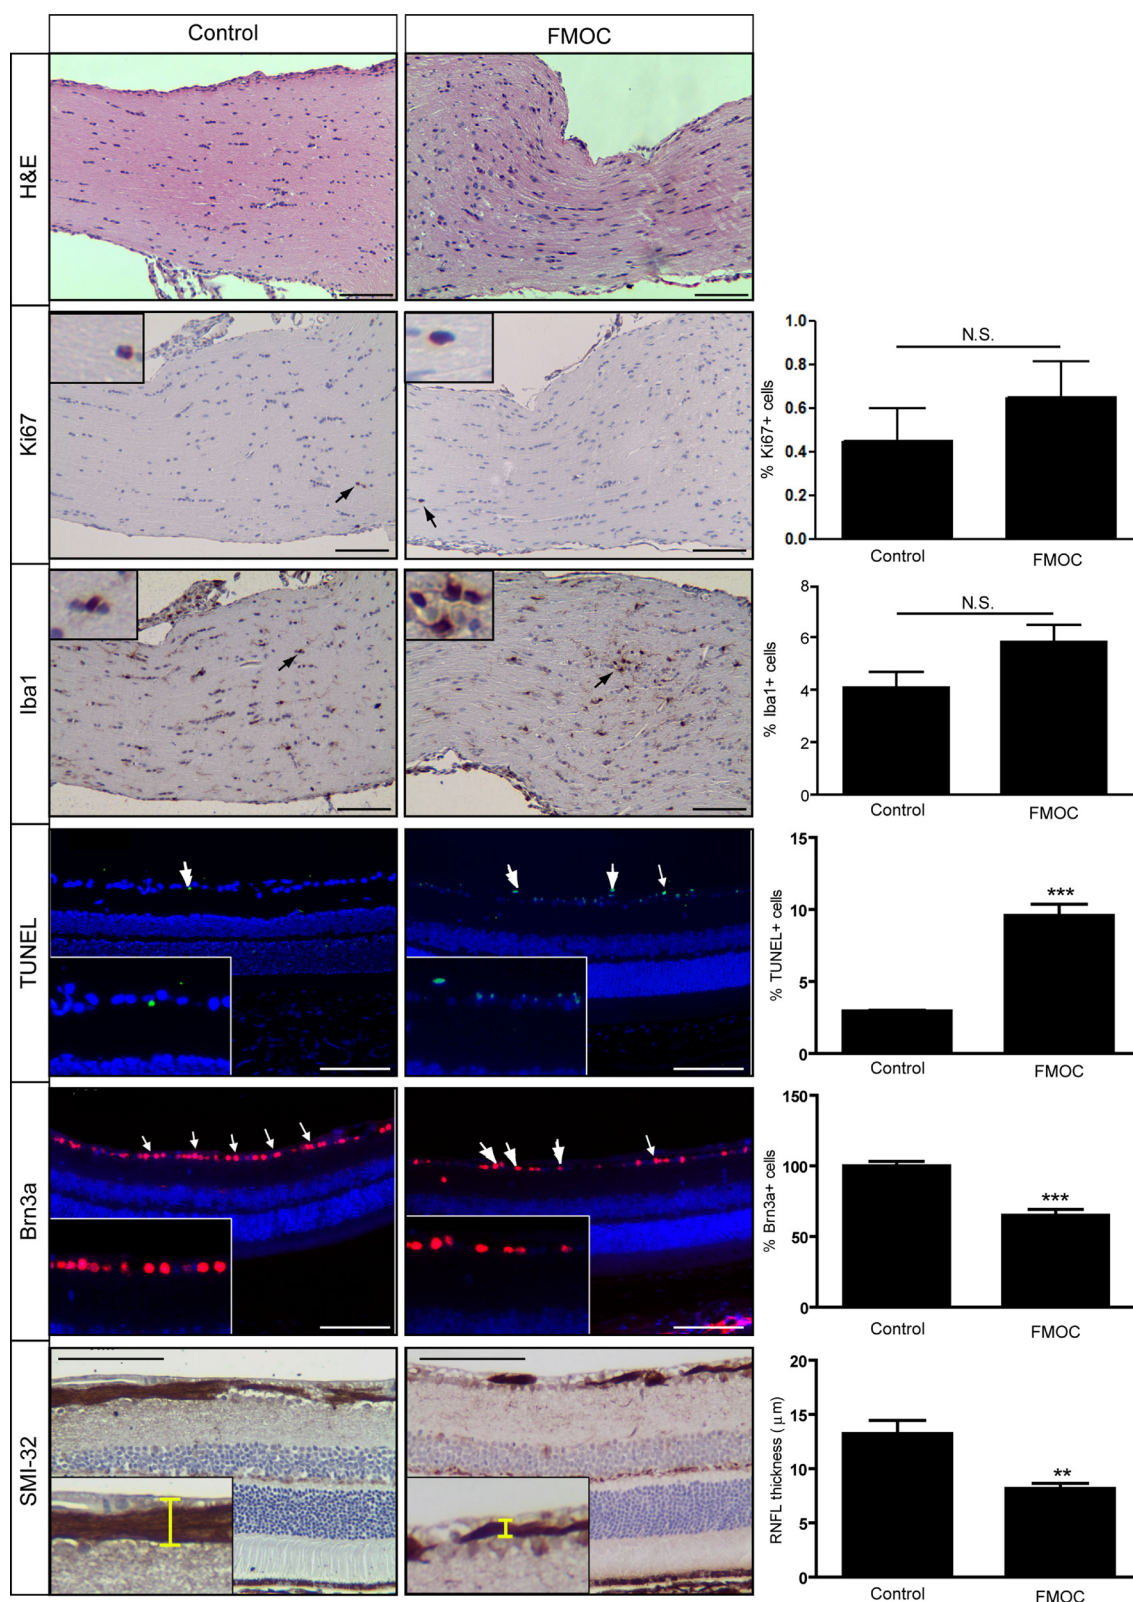 Control
FMOC
H&E
Ki67
% Ki67+ cells
1.0
0.8
0.6
0.4
0.2
0.0
N.S.
Control
FMOC
Iba1
% Iba1+ cells
8
6
4
2
0
N.S.
Control
FMOC
TUNEL
% TUNEL+ cells
15
10
5
0
***
Control
FMOC
Brn3a
% Brn3a+ cells
150
100
50
0
***
Control
FMOC
SMI-32
RNFL thickness (μm)
20
15
10
5
0
**
Control
FMOC